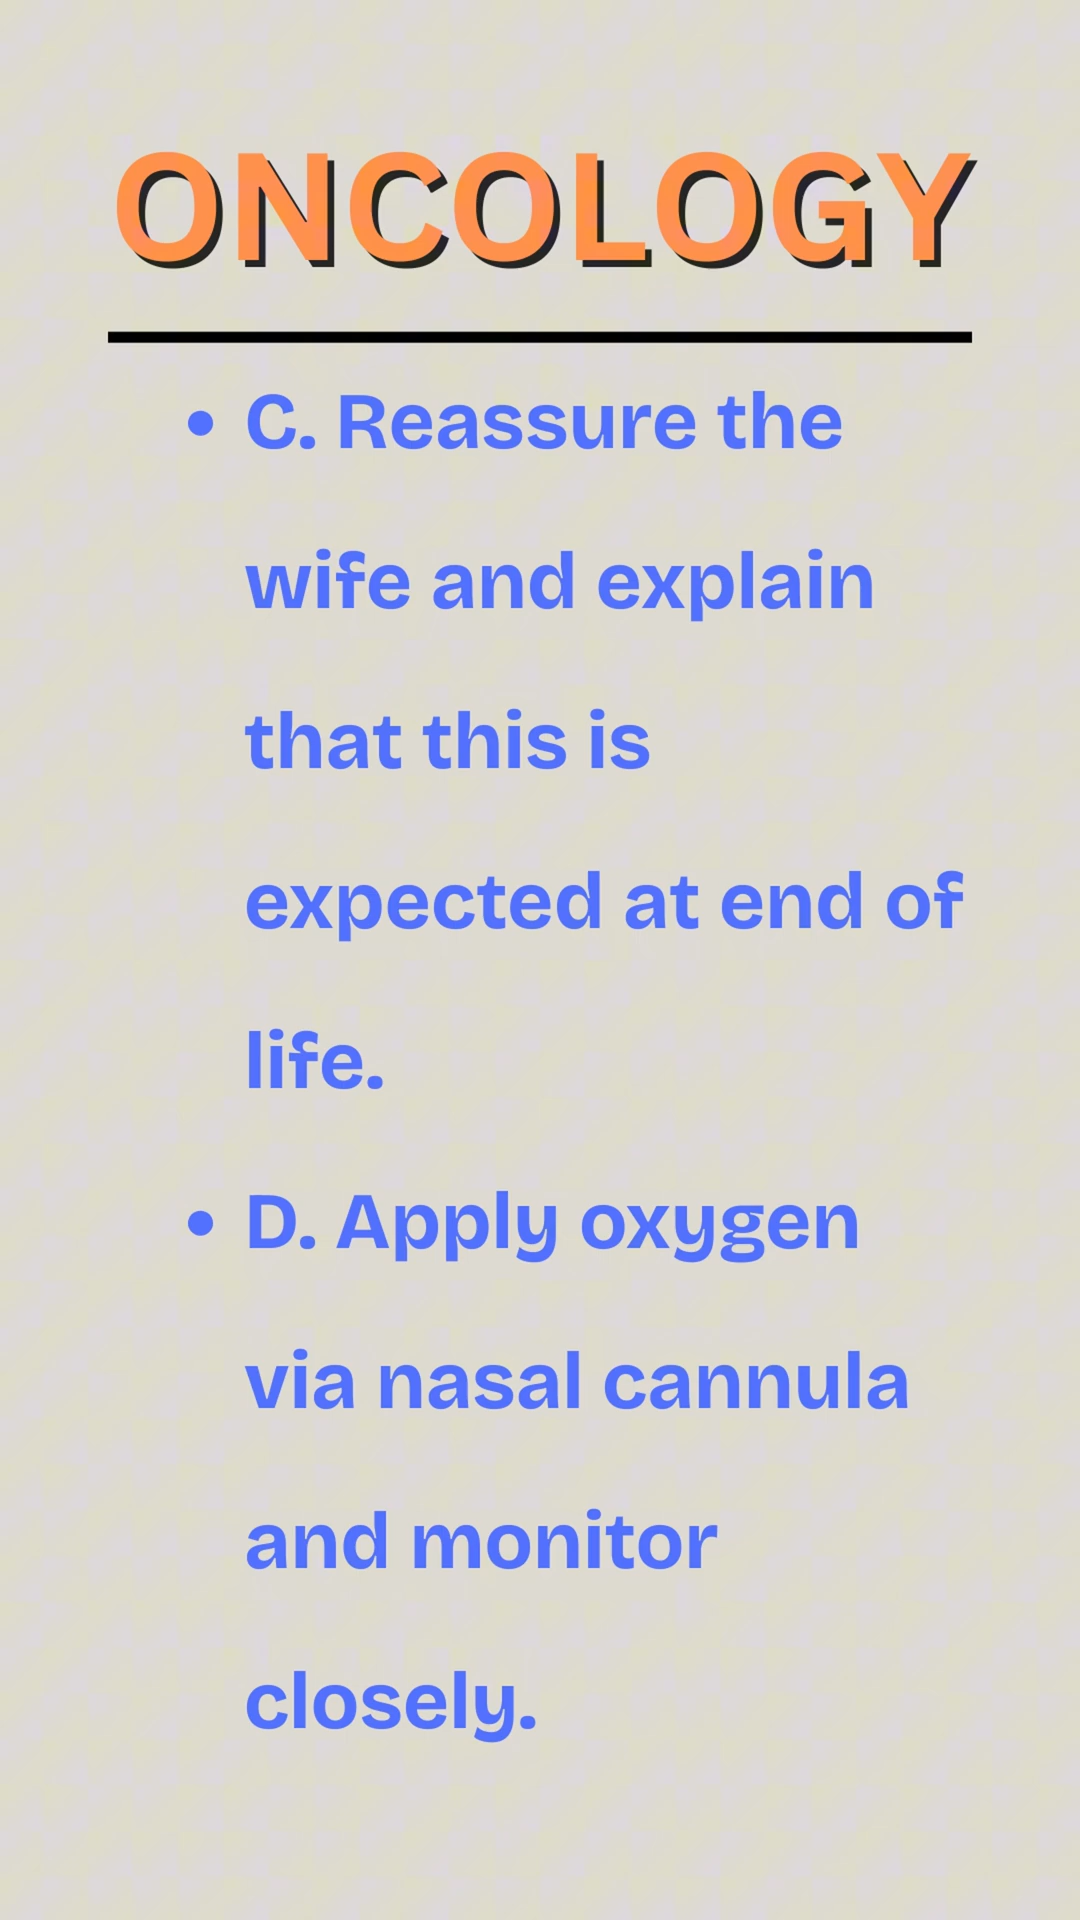 ONCOLOGY
• C. Reassure the
wife and explain
that this is
expected at end of
life.
• D. Apply oxygen
via nasal cannula
and monitor
closely.